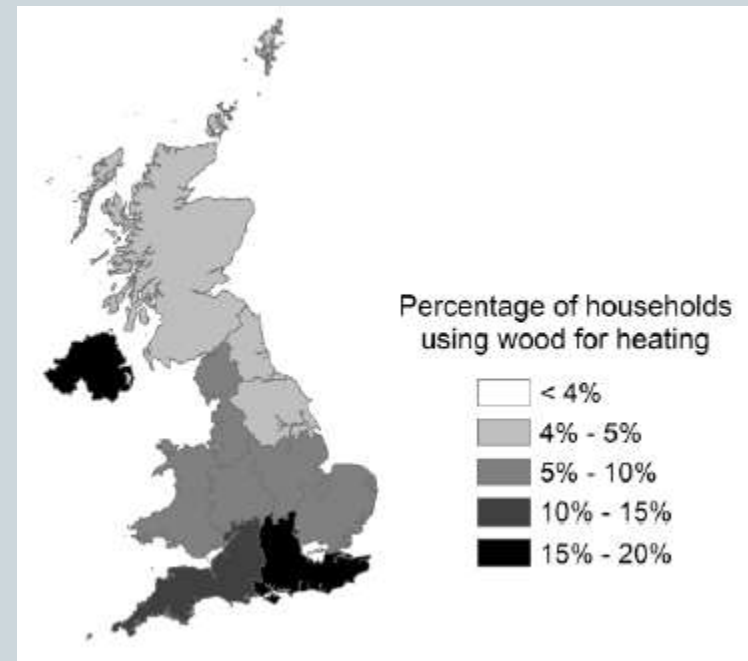 Percentage of households
using wood for heating
< 4%
4% - 5%
5% - 10%
10% - 15%
15% - 20%